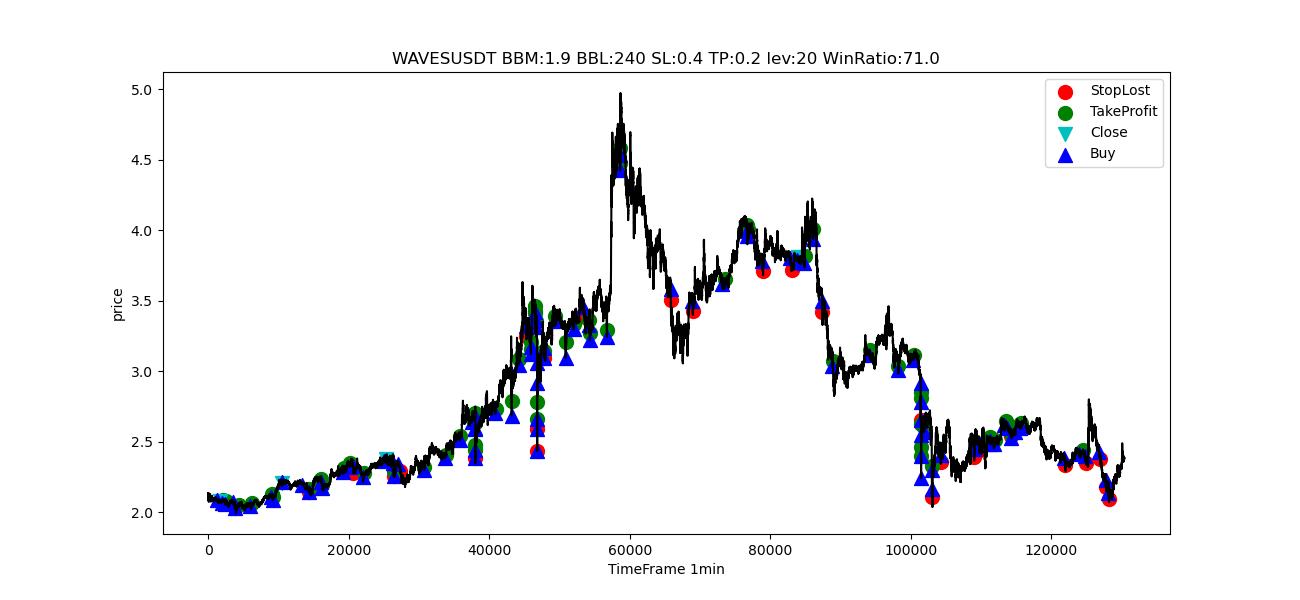 WAVESUSDT BBM:1.9 BBL:240 SL:0.4 TP:0.2 lev:20 WinRatio:71.0
StopLost
TakeProfit
Close
Buy
price
5.0
4.5
4.0
3.5
3.0
2.5
2.0
0 20000 40000 60000 80000 100000 120000
TimeFrame 1min